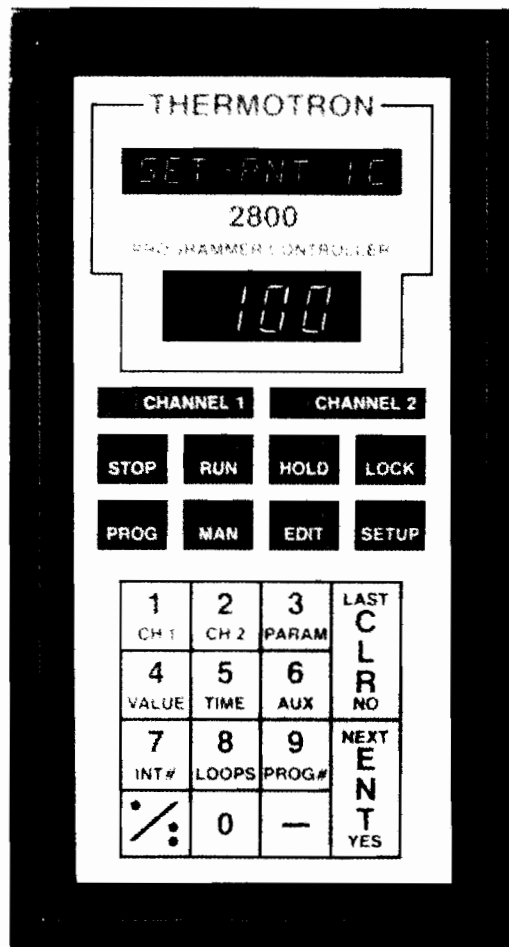 THERMOTRON
SET-PNT 1C
2800
PROGRAMMER CONTROLLER
100
CHANNEL 1 CHANNEL 2
STOP RUN HOLD LOCK
PROG MAN EDIT SETUP
1 2 3 LAST
CH 1 CH 2 PARAM CLR
4 5 6 NO
VALUE TIME AUX
7 8 9 NEXT
INT# LOOPS PROG# ENT
./: 0 — YES